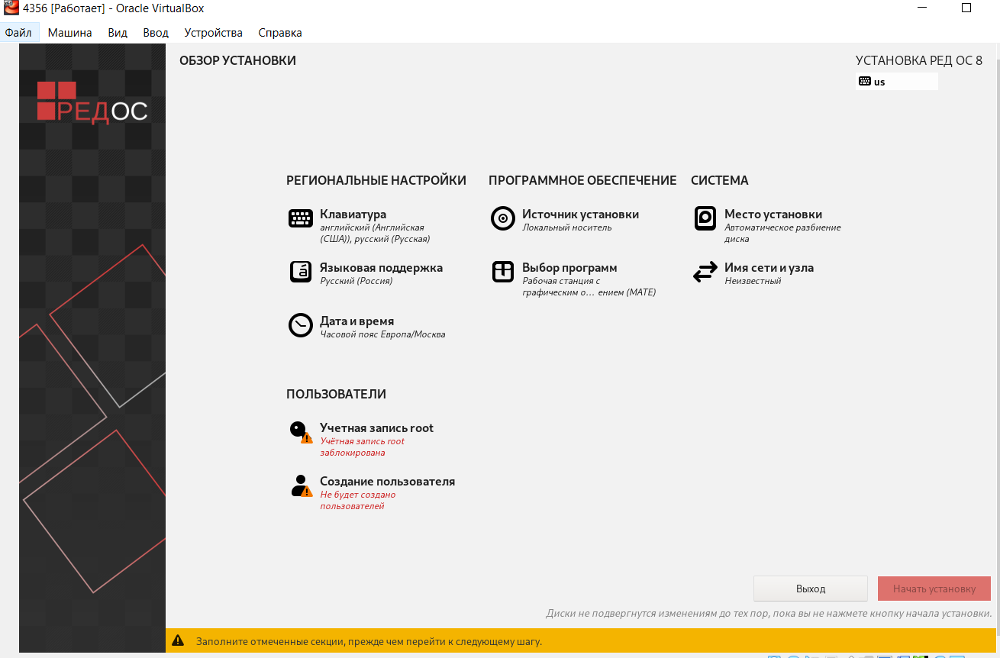 4356 [Работает] - Oracle VirtualBox
Файл Машина Вид Ввод Устройства Справка
РЕДОС
ОБЗОР УСТАНОВКИ
УСТАНОВКА РЕД ОС 8
us
РЕГИОНАЛЬНЫЕ НАСТРОЙКИ
Клавиатура
английский (Английская
(США)), русский (Русская)
Языковая поддержка
Русский (Россия)
Дата и время
Часовой пояс Европа/Москва
ПРОГРАММНОЕ ОБЕСПЕЧЕНИЕ
Источник установки
Локальный носитель
Выбор программ
Рабочая станция с
графическим о... ением (MATE)
СИСТЕМА
Место установки
Автоматическое разбиение
диска
Имя сети и узла
Неизвестный
ПОЛЬЗОВАТЕЛИ
Учетная запись root
Учётная запись root
заблокирована
Создание пользователя
Не будет создано
пользователей
Выход
Начать установку
Диски не подвергнутся изменениям до тех пор, пока вы не нажмете кнопку начала установки.
Заполните отмеченные секции, прежде чем перейти к следующему шагу.